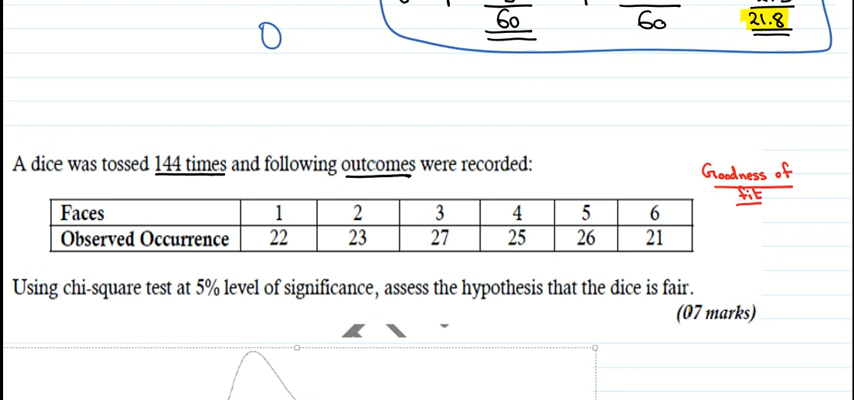 60
60
21.8
A dice was tossed 144 times and following outcomes were recorded:
Goodness of
fit
Faces 1 2 3 4 5 6
Observed Occurrence 22 23 27 25 26 21
Using chi-square test at 5% level of significance, assess the hypothesis that the dice is fair.
(07 marks)